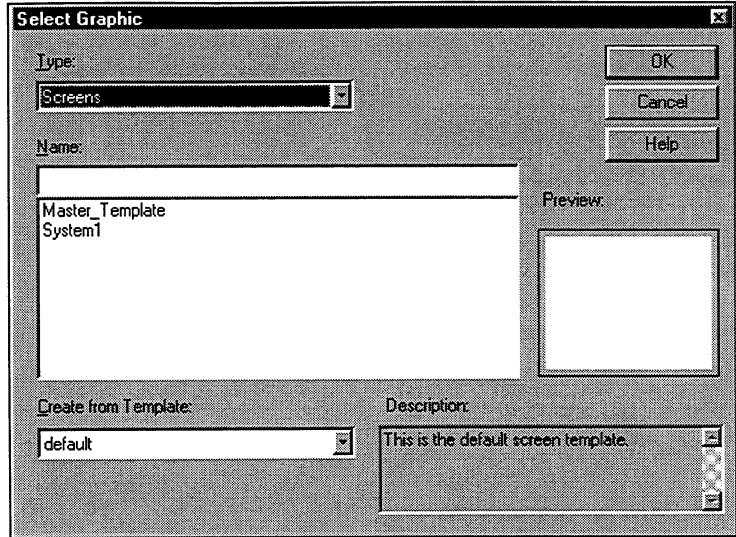 Select Graphic
Type:
Screens
OK
Cancel
Help
Name:
Master_Template
System1
Preview:
Create from Template:
default
Description:
This is the default screen template.